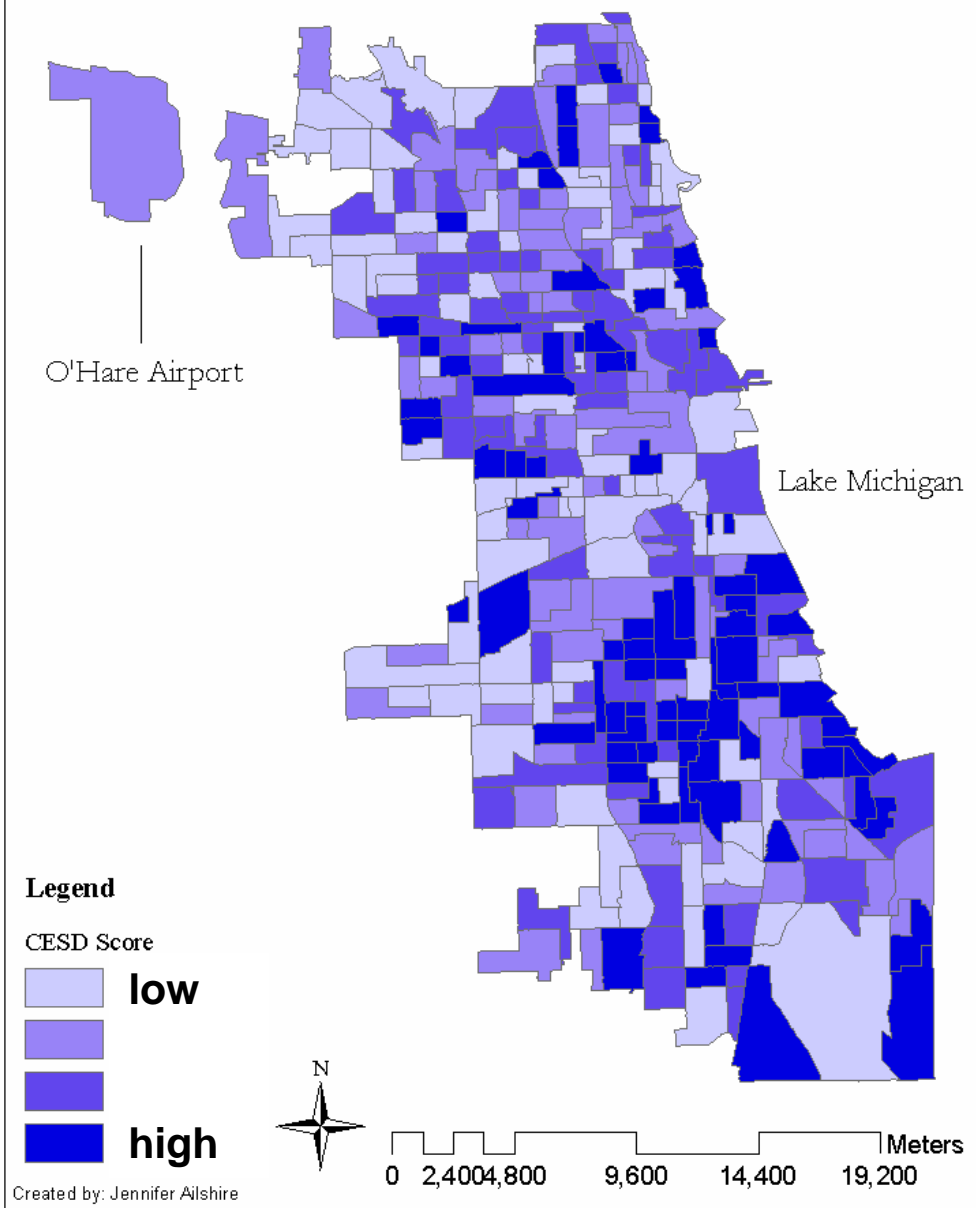 O'Hare Airport
Lake Michigan
Legend
CESD Score
low
high
N
Meters
0 2,400 4,800 9,600 14,400 19,200
Created by: Jennifer Ailshire